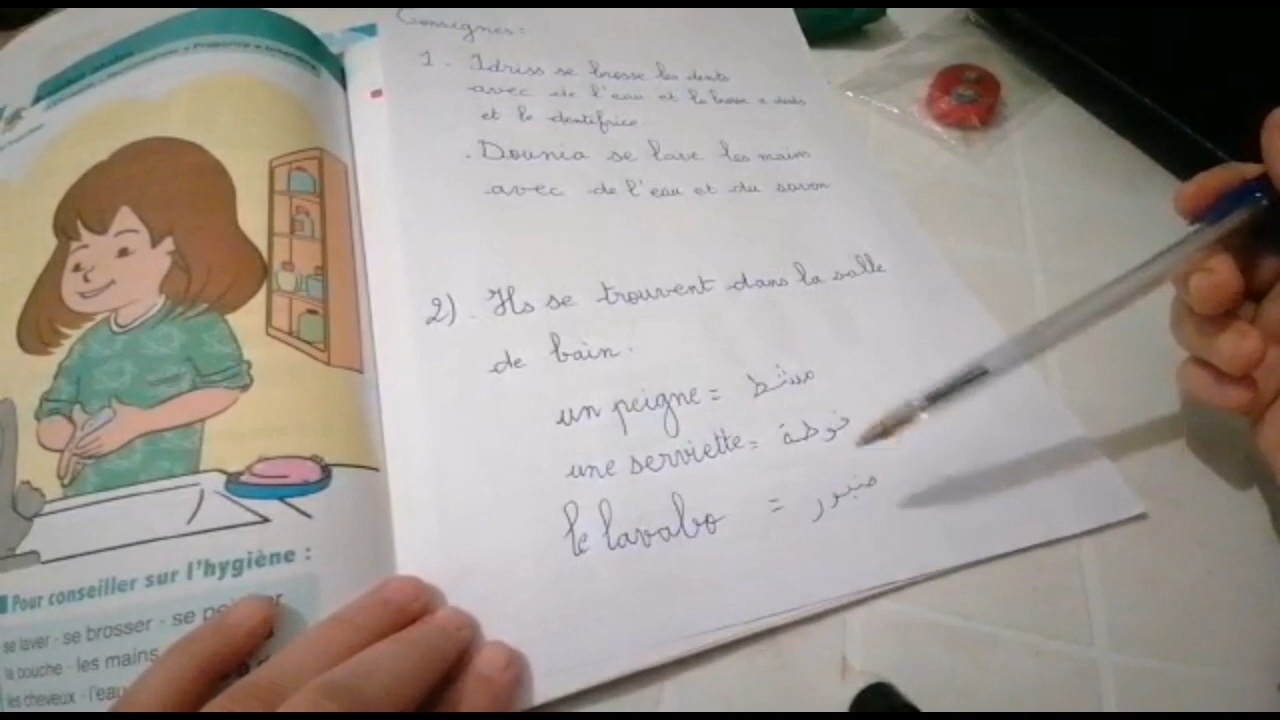 Consignes:
1. Idriss se brosse les dents
avec de l'eau et la brosse à dents
et le dentifrice
. Dounia se lave les mains
avec de l'eau et du savon
2). Ils se trouvent dans la salle
de bain.
un peigne = مشط
une serviette = فوطة
le lavabo =
Pour conseiller sur l'hygiène :
se laver - se brosser - se
la bouche - les mains
les cheveux - l'eau